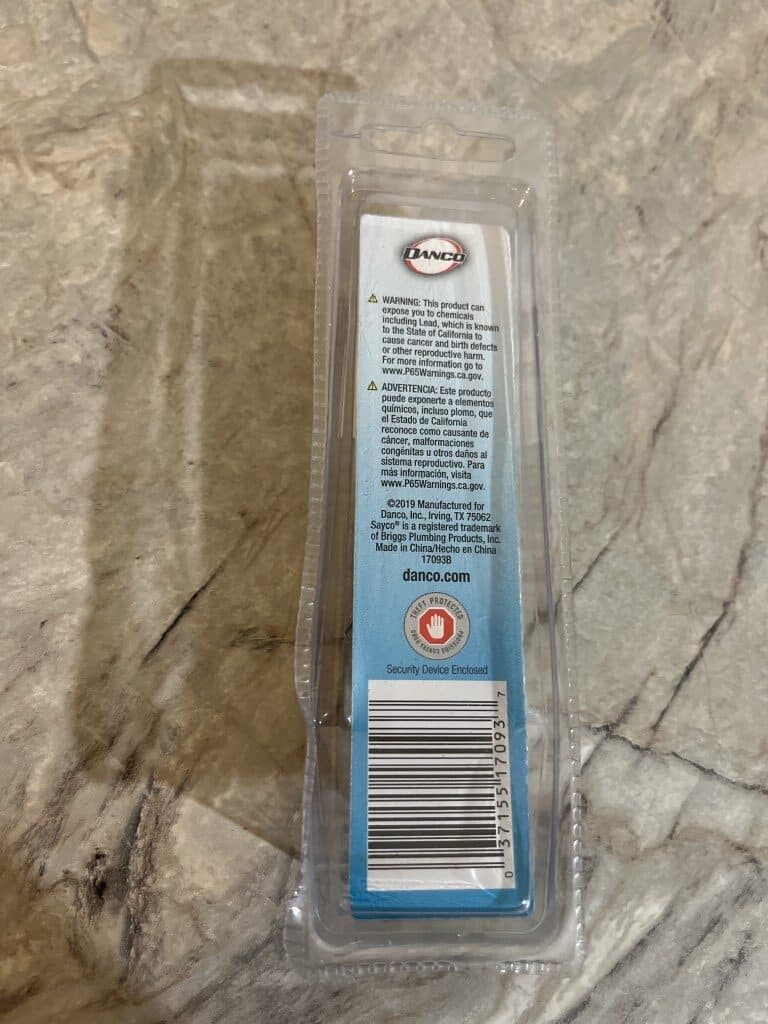 DANCO
WARNING: This product can
expose you to chemicals
including Lead, which is known
to the State of California to
cause cancer and birth defects
or other reproductive harm.
For more information go to
www.P65Warnings.ca.gov.
ADVERTENCIA: Este producto
puede exponerte a elementos
químicos, incluso plomo, que
el Estado de California
reconoce como causante de
cáncer, malformaciones
congénitas u otros daños al
sistema reproductivo. Para
más información, visita
www.P65Warnings.ca.gov.
©2019 Manufactured for
Danco, Inc., Irving, TX 75062
Sayco® is a registered trademark
of Briggs Plumbing Products, Inc.
Made in China/Hecho en China
17093B
danco.com
THEFT PROTECTED
Security Device Enclosed
0 37155 17093 7